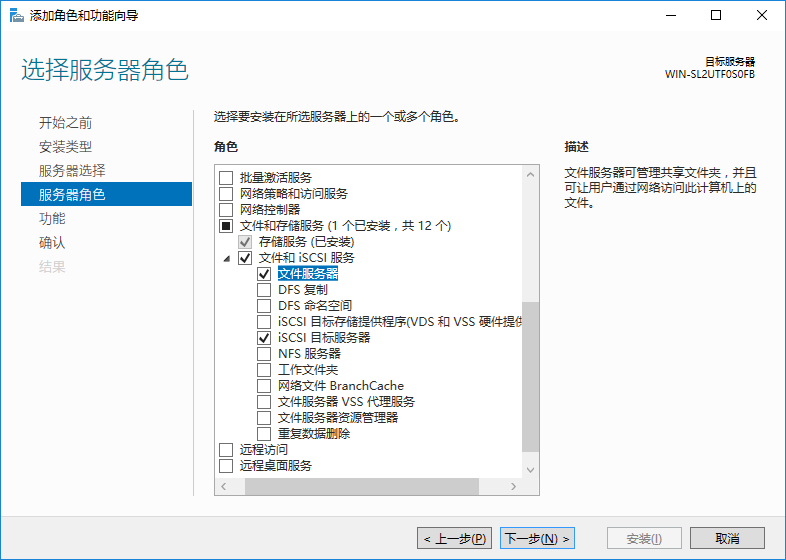 添加角色和功能向导
选择服务器角色
目标服务器
WIN-SL2UTF0S0FB
开始之前
安装类型
服务器选择
服务器角色
功能
确认
结果
选择要安装在所选服务器上的一个或多个角色。
角色
批量激活服务
网络策略和访问服务
网络控制器
文件和存储服务 (1 个已安装，共 12 个)
存储服务 (已安装)
文件和 iSCSI 服务
文件服务器
DFS 复制
DFS 命名空间
iSCSI 目标存储提供程序(VDS 和 VSS 硬件提供
iSCSI 目标服务器
NFS 服务器
工作文件夹
网络文件 BranchCache
文件服务器 VSS 代理服务
文件服务器资源管理器
重复数据删除
远程访问
远程桌面服务
描述
文件服务器可管理共享文件夹，并且
可让用户通过网络访问此计算机上的
文件。
< 上一步(P)
下一步(N) >
安装(I)
取消